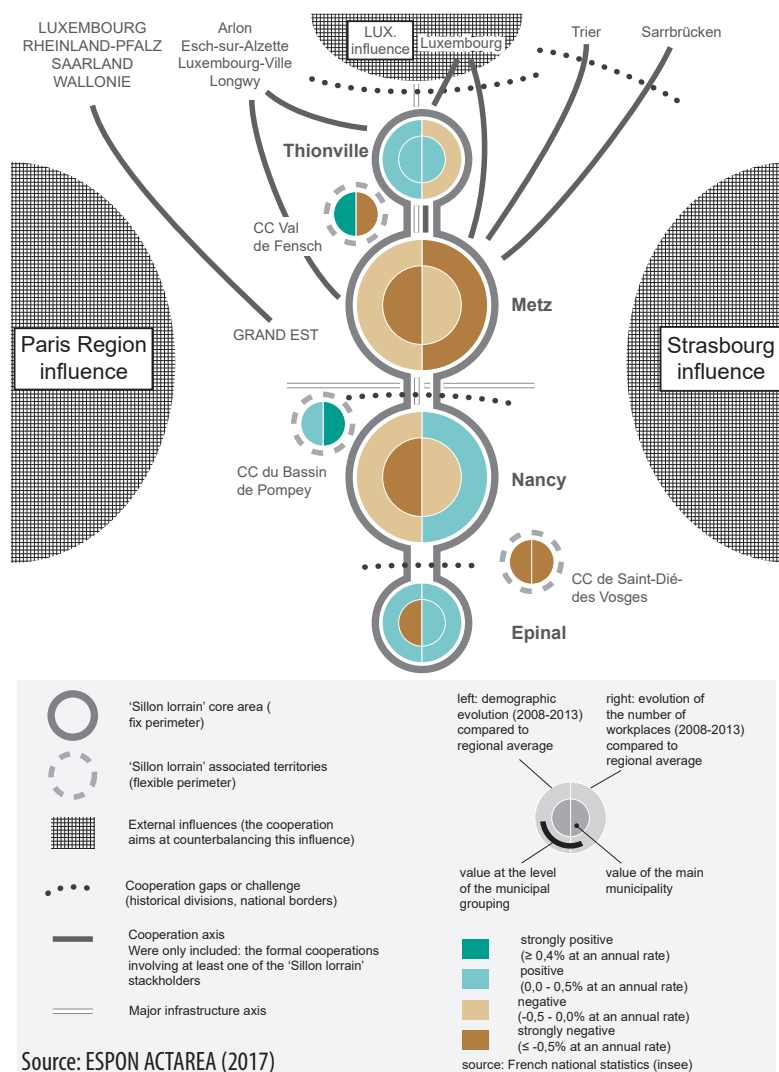 LUXEMBOURG
RHEINLAND-PFALZ
SAARLAND
WALLONIE
Arlon
Esch-sur-Alzette
Luxembourg-Ville
Longwy
LUX.
influence
Luxembourg
Trier
Sarrbrücken
Thionville
CC Val
de Fensch
Metz
GRAND EST
Paris Region
influence
Strasbourg
influence
CC du Bassin
de Pompey
Nancy
CC de Saint-Dié-
des Vosges
Epinal
‘Sillon lorrain’ core area (
fix perimeter)
‘Sillon lorrain’ associated territories
(flexible perimeter)
External influences (the cooperation
aims at counterbalancing this influence)
Cooperation gaps or challenge
(historical divisions, national borders)
Cooperation axis
Were only included: the formal cooperations
involving at least one of the ‘Sillon lorrain’
stackholders
Major infrastructure axis
left: demographic
evolution (2008-2013)
compared to
regional average
right: evolution of
the number of
workplaces (2008-2013)
compared to
regional average
value at the level
of the municipal
grouping
value of the main
municipality
strongly positive
(≥ 0,4% at an annual rate)
positive
(0,0 - 0,5% at an annual rate)
negative
(-0,5 - 0,0% at an annual rate)
strongly negative
(≤ -0,5% at an annual rate)
source: French national statistics (insee)
Source: ESPON ACTAREA (2017)